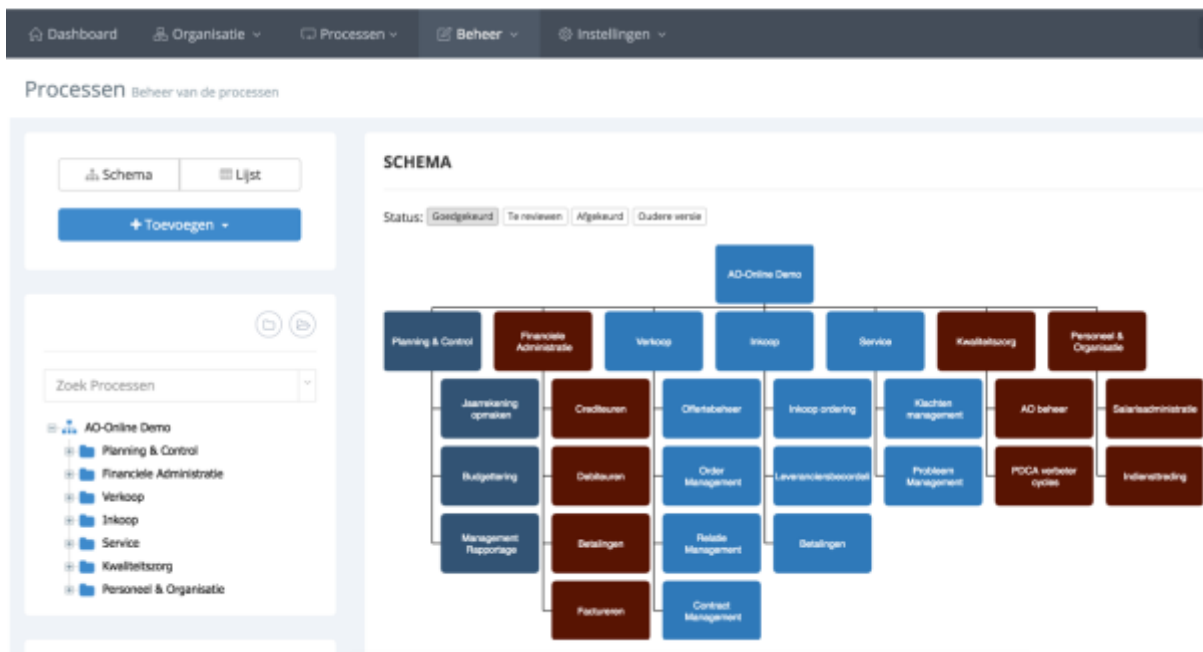 Dashboard Organisatie Processen Beheer Instellingen
Processen Beheer van de processen
Schema Lijst
+ Toevoegen
Zoek Processen
AO-Online Demo
Planning & Control
Financiele Administratie
Verkoop
Inkoop
Service
Kwaliteitszorg
Personeel & Organisatie
SCHEMA
Status: Goedgekeurd Te reviewen Afgekeurd Oudere versie
AO-Online Demo
Planning & Control
Financiele
Administratie
Verkoop
Inkoop
Service
Kwaliteitszorg
Personeel &
Organisatie
Jaarrekening
opmaken
Crediteuren
Offertebeheer
Inkoop ordering
Klachten
management
AO beheer
Salarisadministratie
Budgettering
Debiteuren
Order
Management
Leveranciersbeoordeli
Probleem
Management
PDCA verbeter
cycles
Indiensttreding
Management
Rapportage
Betalingen
Relatie
Management
Betalingen
Factureren
Contract
Management